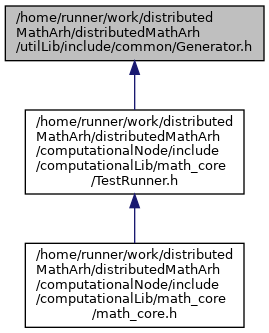 /home/runner/work/distributed
MathArh/distributedMathArh
/utilLib/include/common/Generator.h
/home/runner/work/distributed
MathArh/distributedMathArh
/computationalNode/include
/computationalLib/math_core
/TestRunner.h
/home/runner/work/distributed
MathArh/distributedMathArh
/computationalNode/include
/computationalLib/math_core
/math_core.h